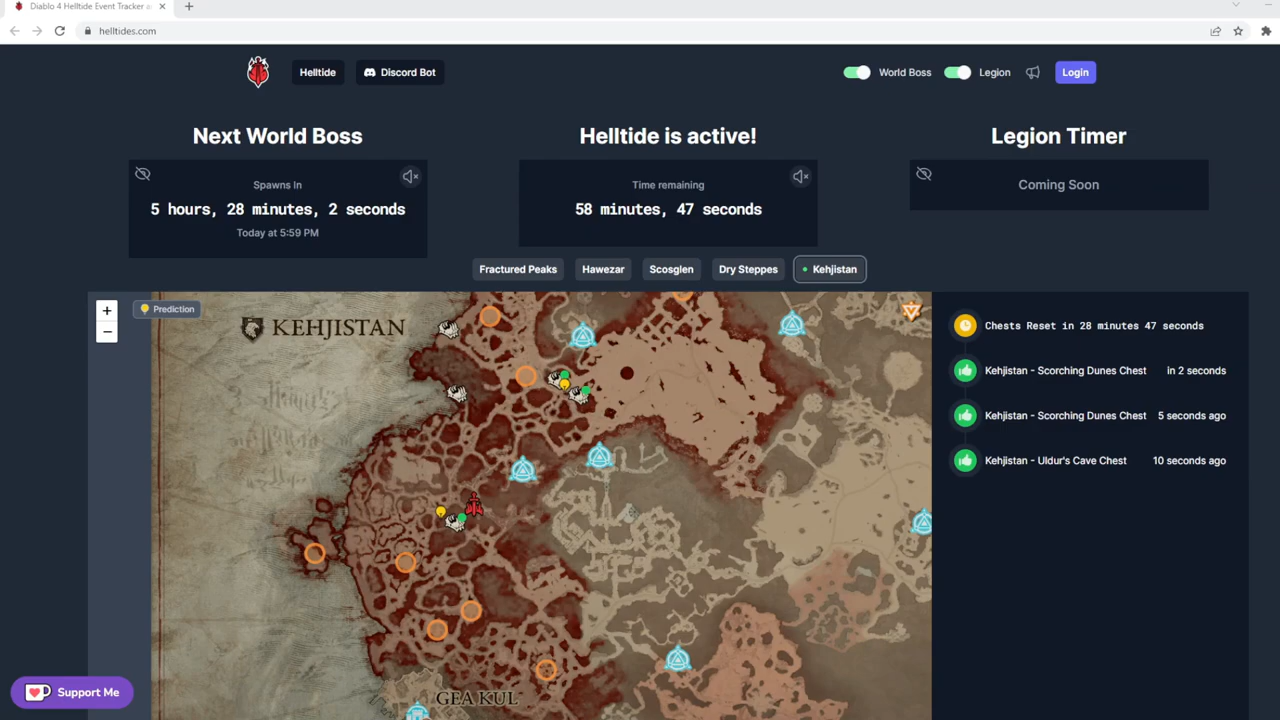 Diablo 4 Helltide Event Tracker a
helltides.com
Helltide
Discord Bot
World Boss
Legion
Login
Next World Boss
Spawns In
5 hours, 28 minutes, 2 seconds
Today at 5:59 PM
Helltide is active!
Time remaining
58 minutes, 47 seconds
Legion Timer
Coming Soon
Fractured Peaks
Hawezar
Scosglen
Dry Steppes
Kehjistan
+
−
Prediction
KEHJISTAN
GEA KUL
Chests Reset in 28 minutes 47 seconds
Kehjistan - Scorching Dunes Chest in 2 seconds
Kehjistan - Scorching Dunes Chest 5 seconds ago
Kehjistan - Uldur's Cave Chest 10 seconds ago
Support Me